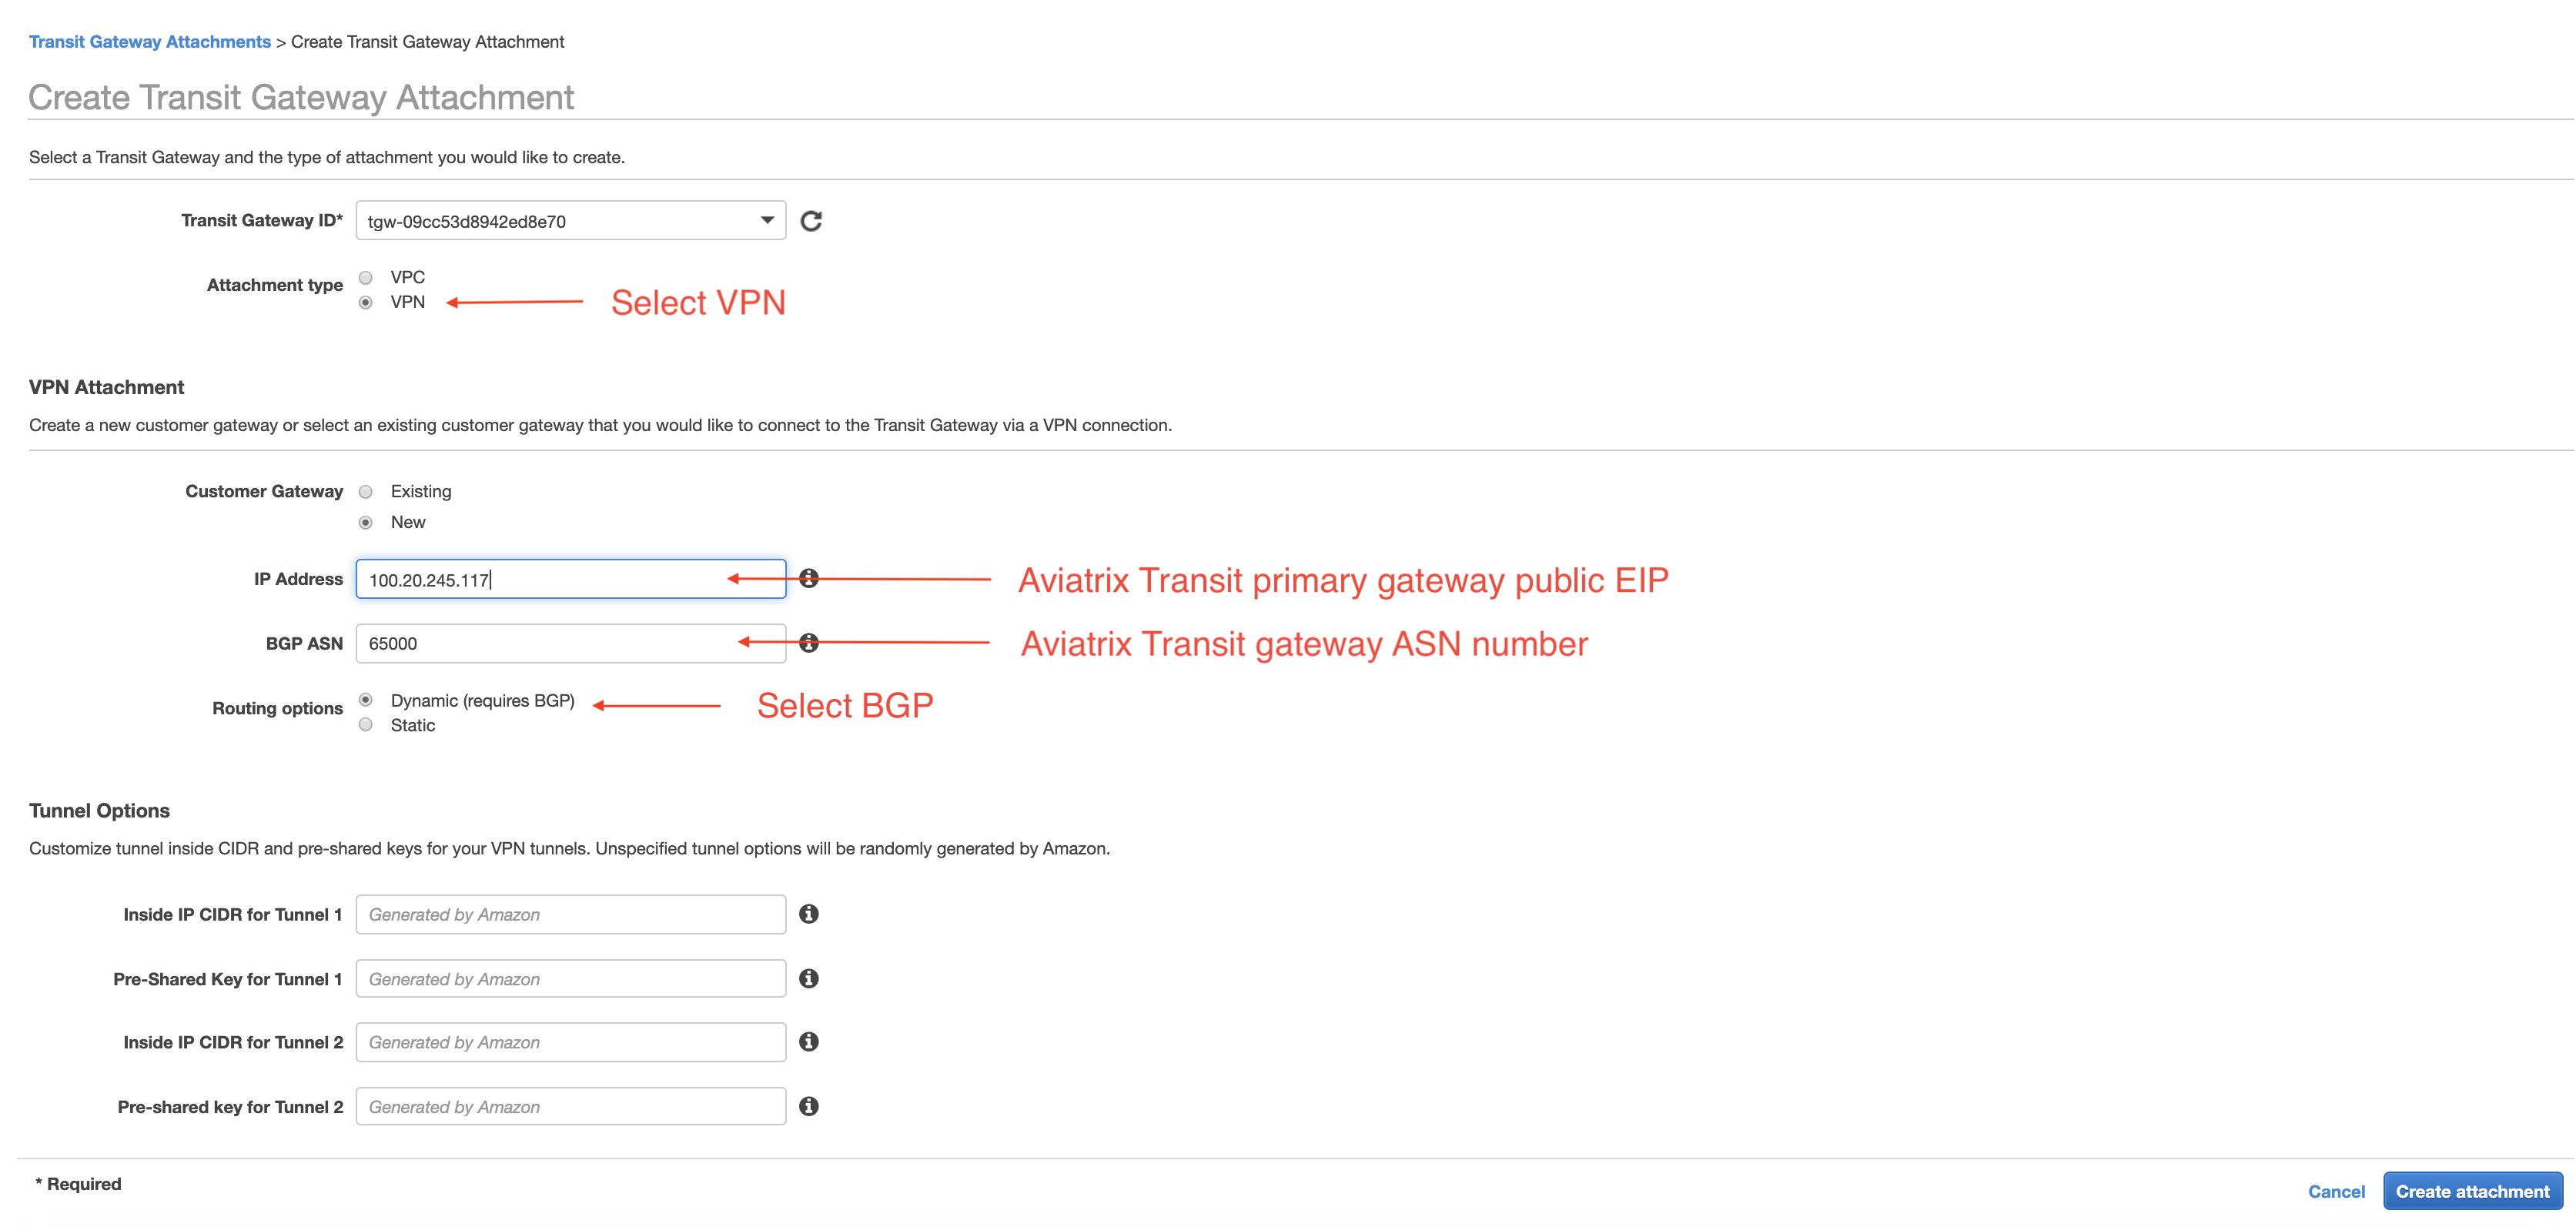 Transit Gateway Attachments > Create Transit Gateway Attachment
Create Transit Gateway Attachment
Select a Transit Gateway and the type of attachment you would like to create.
Transit Gateway ID* tgw-09cc53d8942ed8e70
Attachment type VPC
VPN Select VPN
VPN Attachment
Create a new customer gateway or select an existing customer gateway that you would like to connect to the Transit Gateway via a VPN connection.
Customer Gateway Existing
New
IP Address 100.20.245.117 Aviatrix Transit primary gateway public EIP
BGP ASN 65000 Aviatrix Transit gateway ASN number
Routing options Dynamic (requires BGP) Select BGP
Static
Tunnel Options
Customize tunnel inside CIDR and pre-shared keys for your VPN tunnels. Unspecified tunnel options will be randomly generated by Amazon.
Inside IP CIDR for Tunnel 1 Generated by Amazon
Pre-Shared Key for Tunnel 1 Generated by Amazon
Inside IP CIDR for Tunnel 2 Generated by Amazon
Pre-shared key for Tunnel 2 Generated by Amazon
* Required
Cancel Create attachment